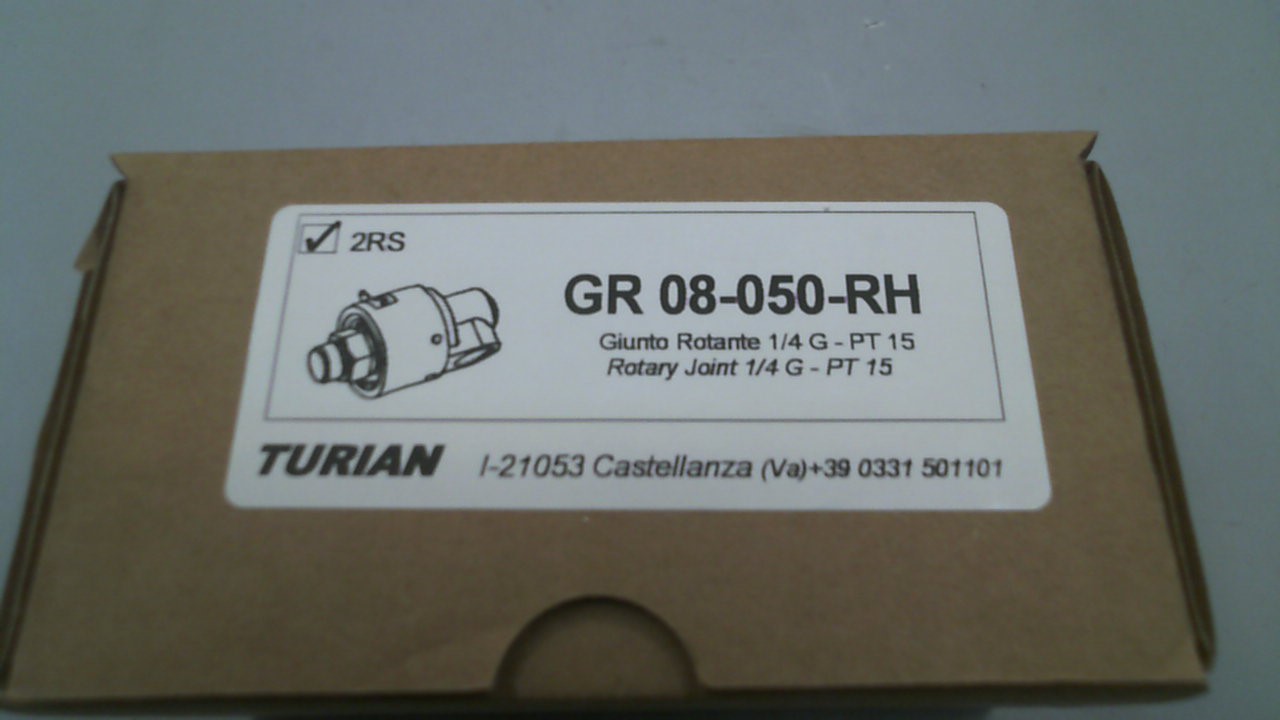 2RS
GR 08-050-RH
Giunto Rotante 1/4 G - PT 15
Rotary Joint 1/4 G - PT 15
TURIAN I-21053 Castellanza (Va)+39 0331 501101